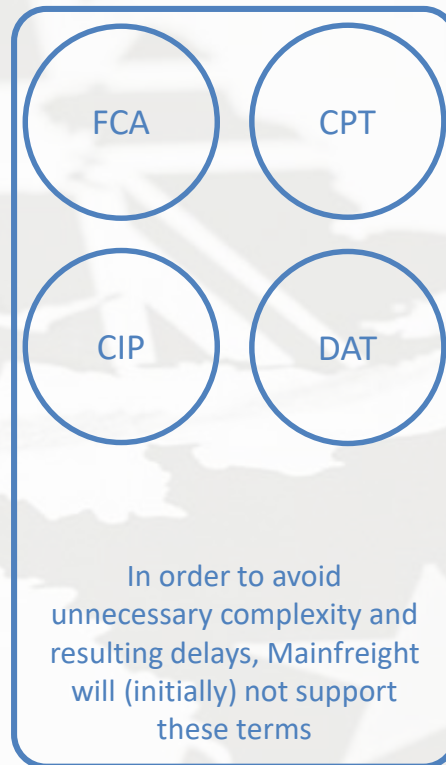 FCA
CPT
CIP
DAT
In order to avoid
unnecessary complexity and
resulting delays, Mainfreight
will (initially) not support
these terms